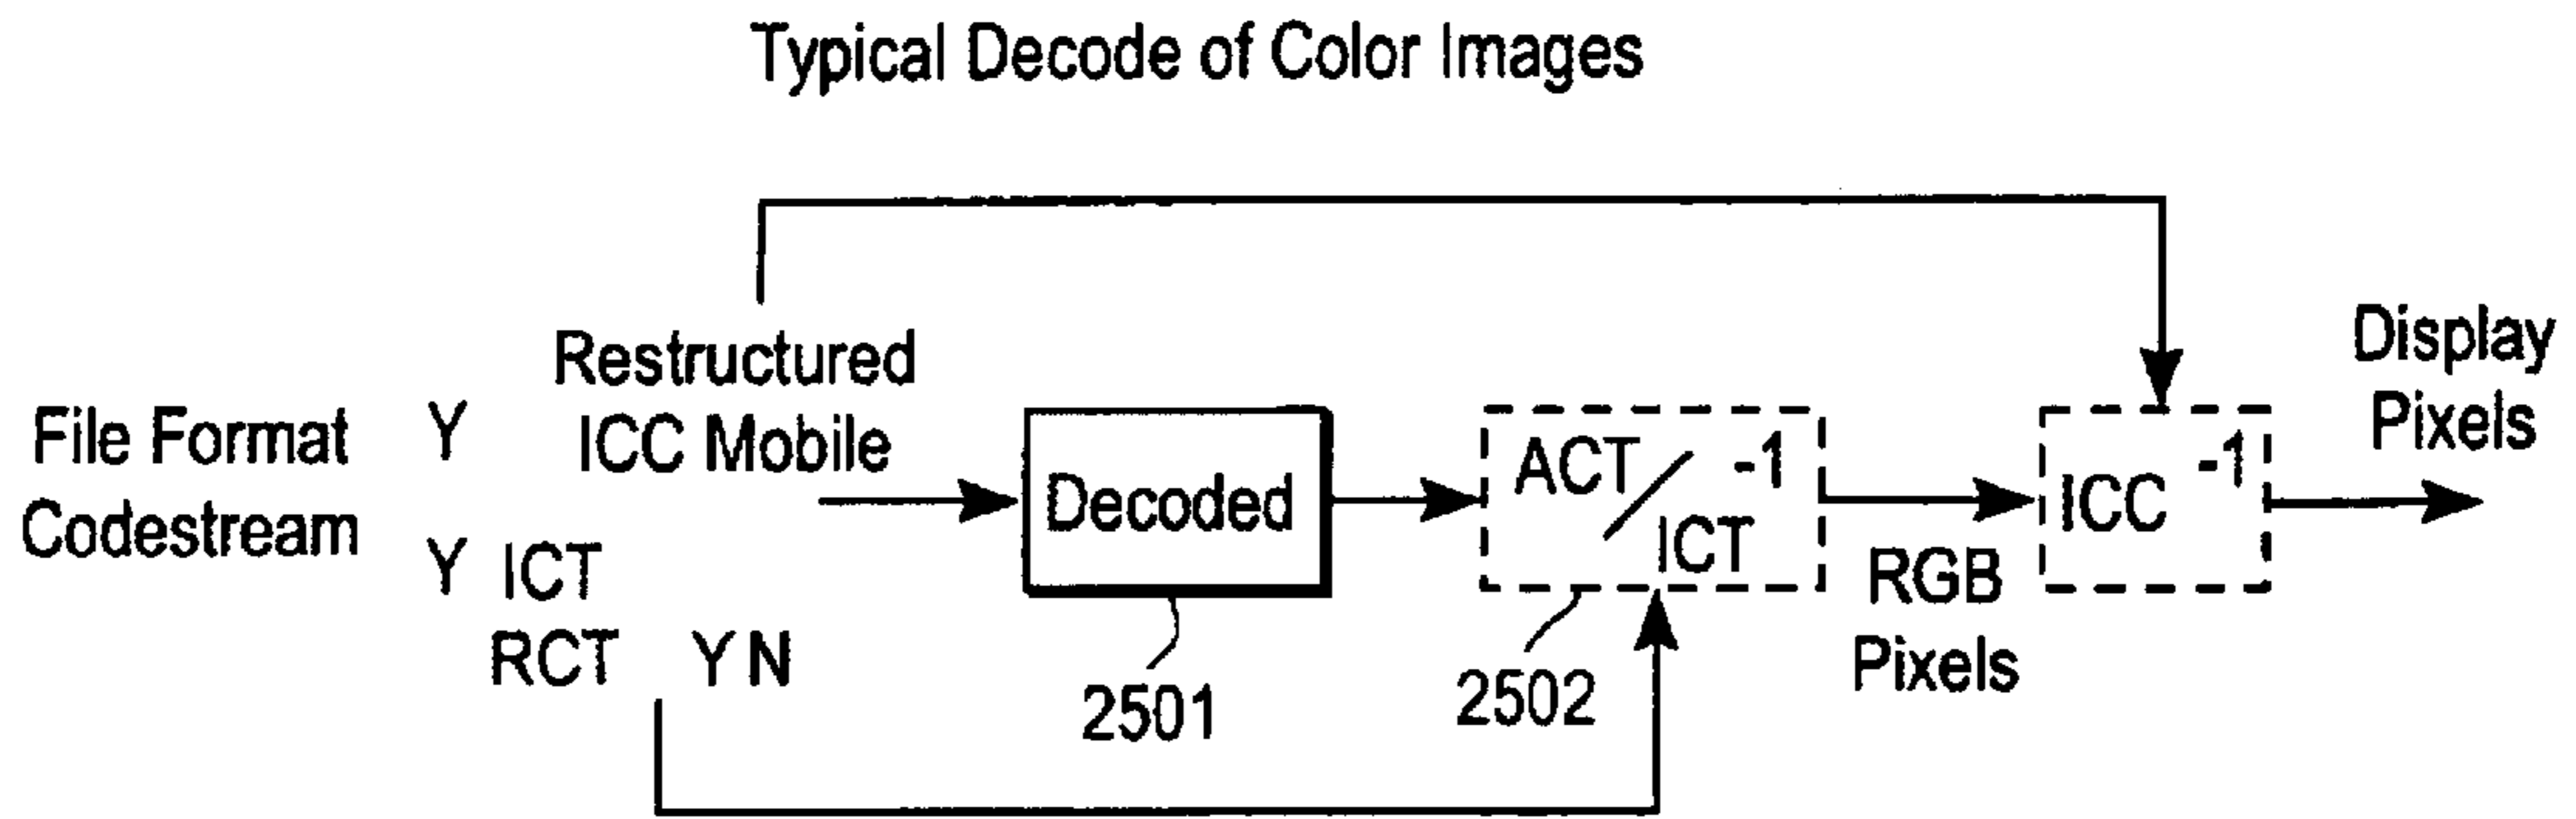 Typical Decode of Color Images
Restructured
ICC Mobile
File Format Y
Codestream
Y ICT
RCT Y N
Decoded
2501
ACT / ICT -1
2502
RGB
Pixels
ICC -1
Display
Pixels